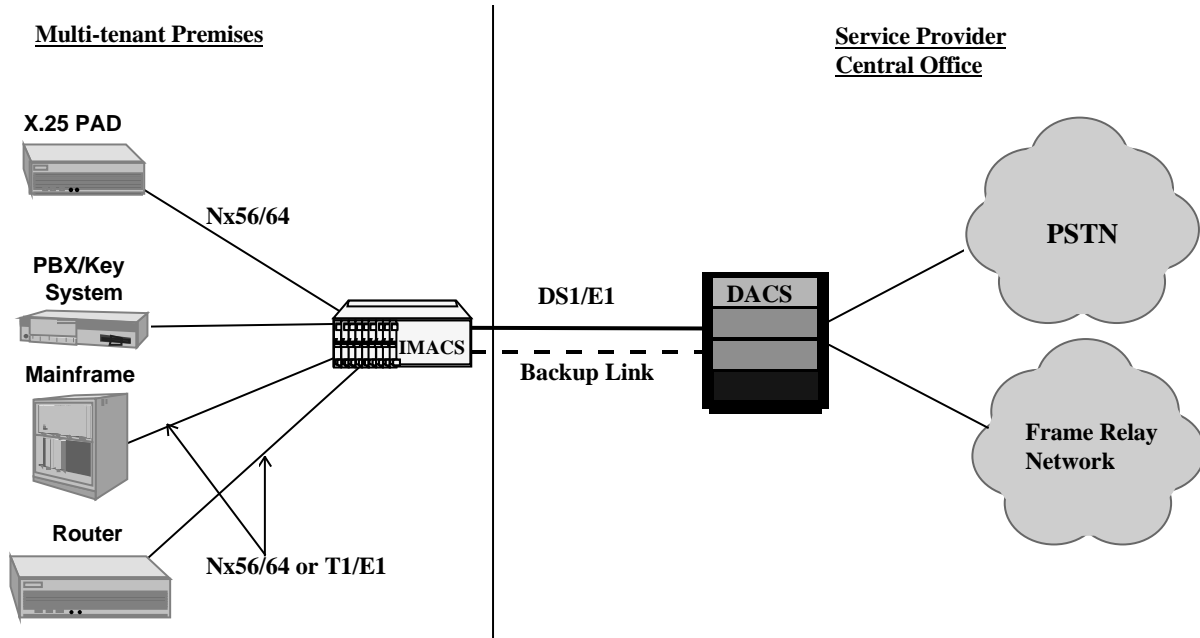 Multi-tenant Premises
Service Provider
Central Office
X.25 PAD
Nx56/64
PSTN
PBX/Key
System
DS1/E1
DACS
IMACS
Backup Link
Mainframe
Frame Relay
Network
Router
Nx56/64 or T1/E1